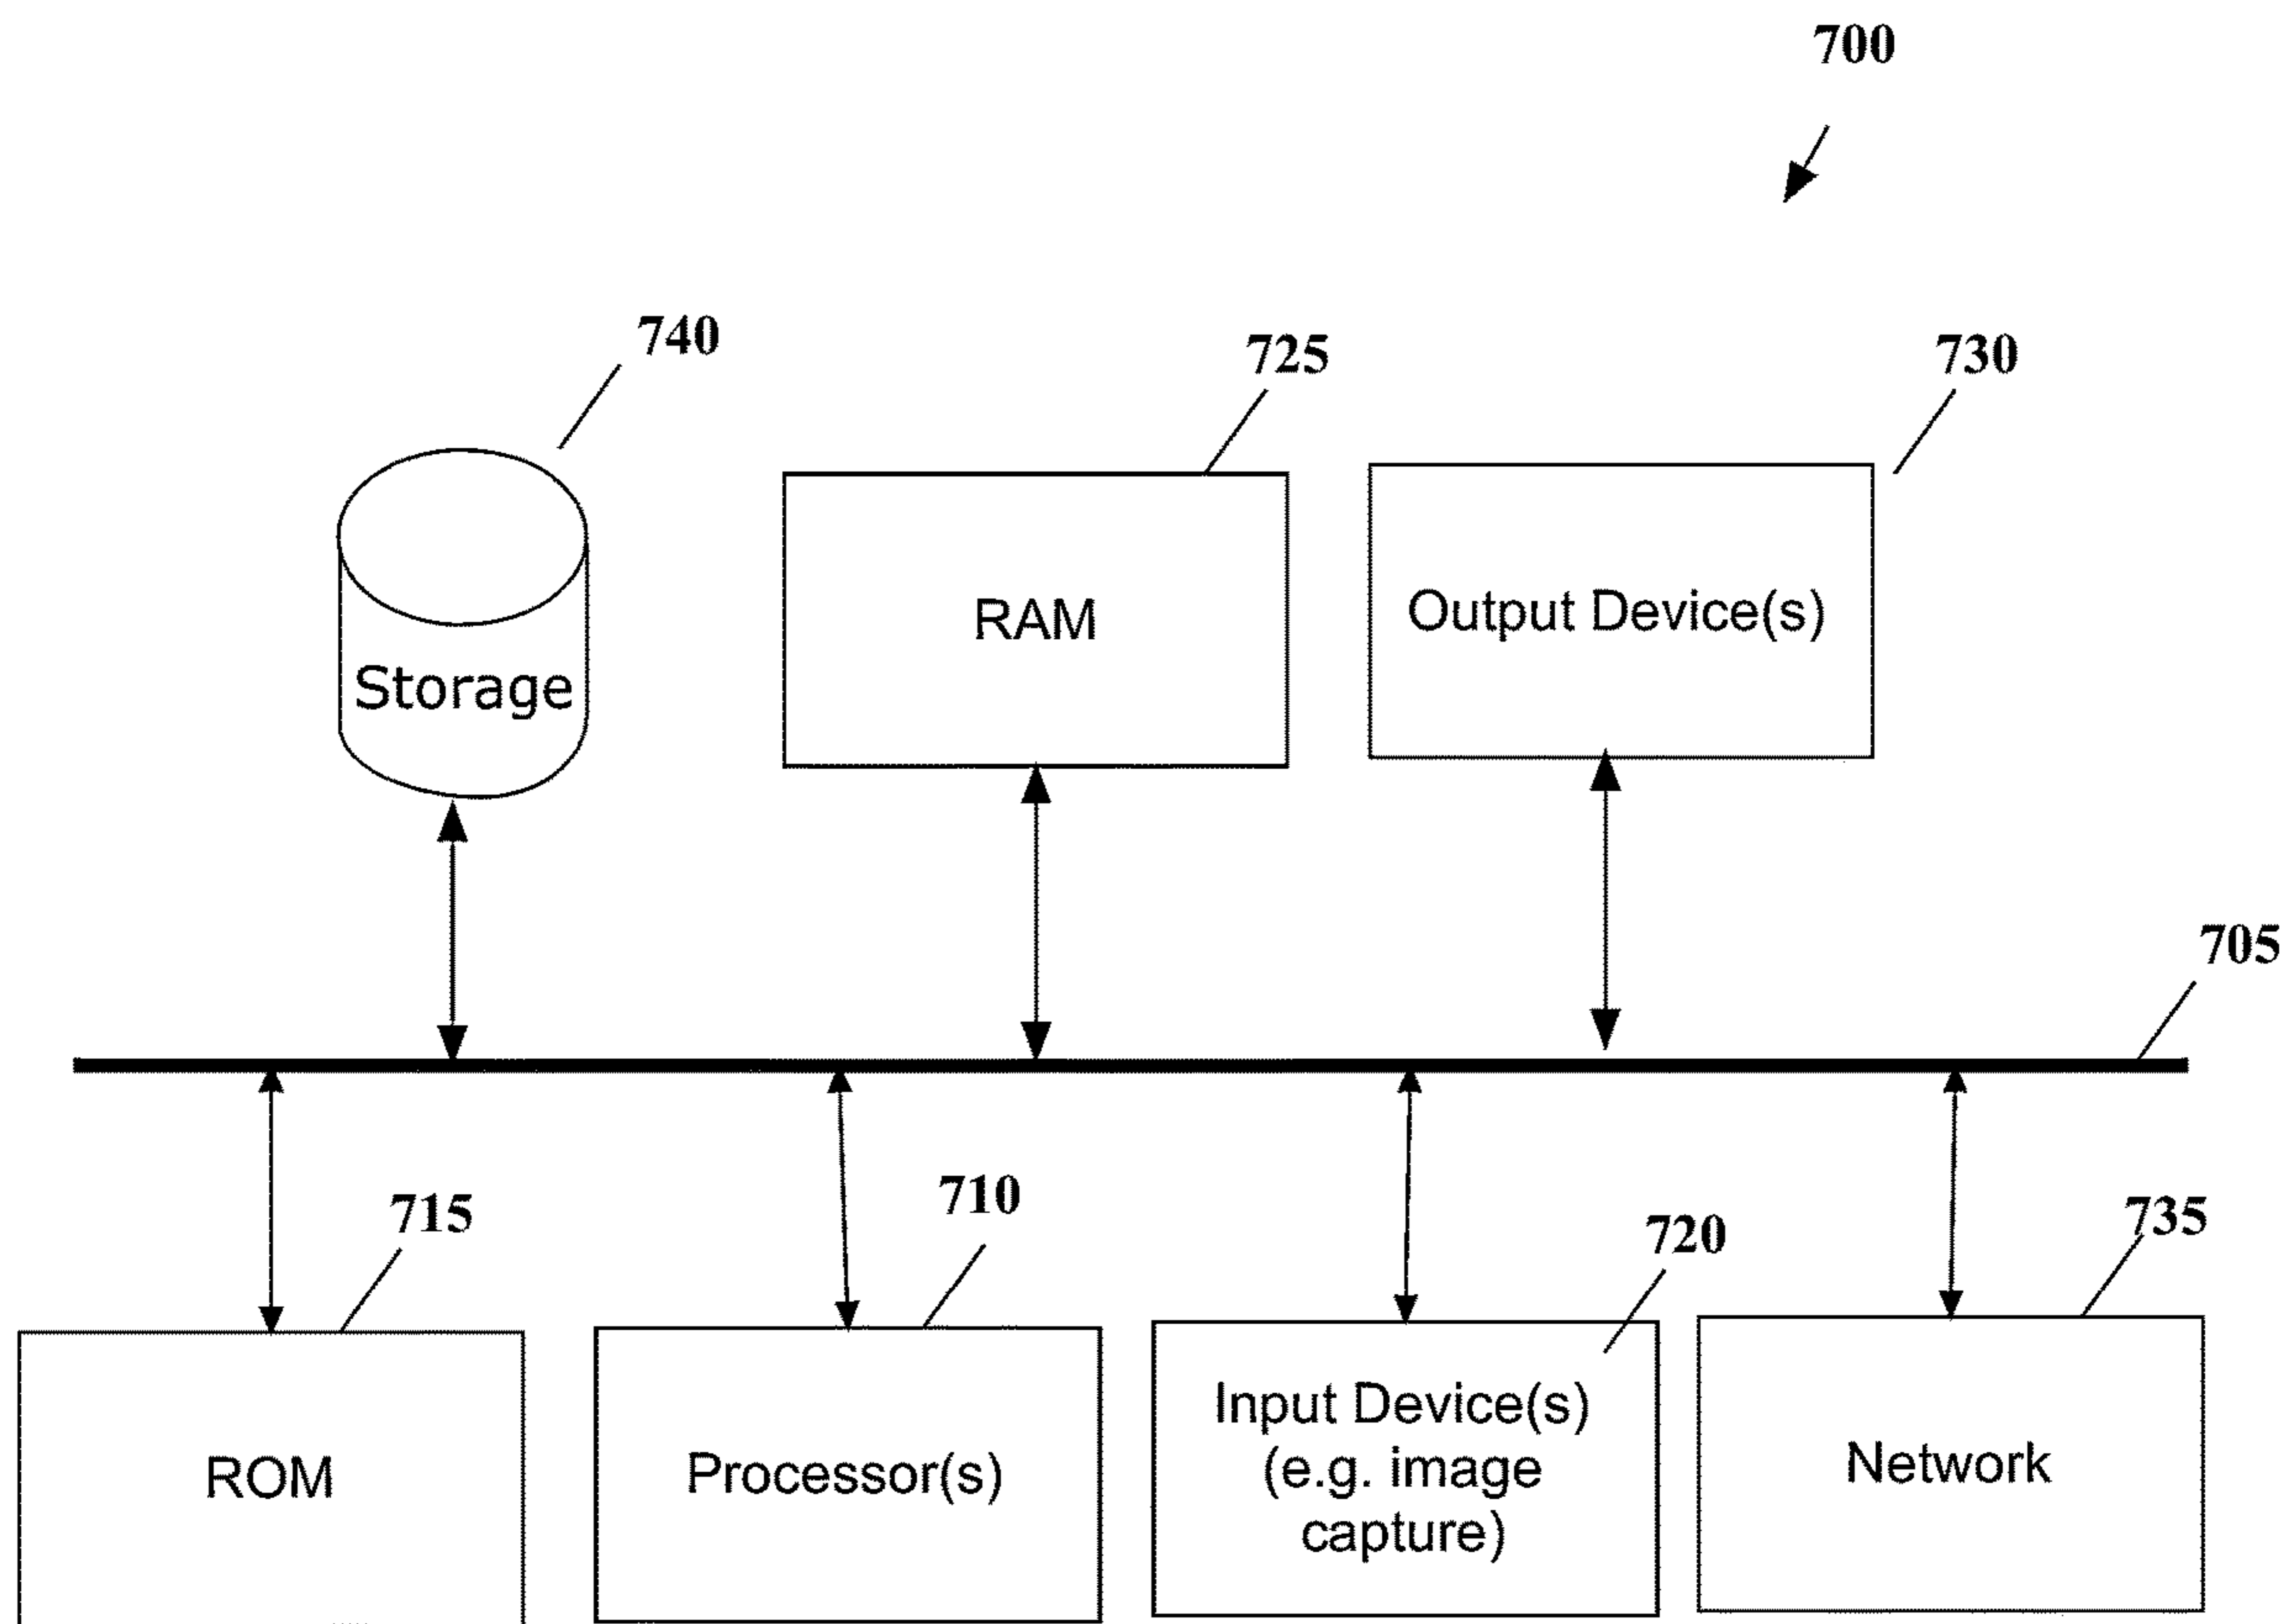 700
740
725
730
Storage
RAM
Output Device(s)
705
715
710
720
735
ROM
Processor(s)
Input Device(s)
(e.g. image
capture)
Network